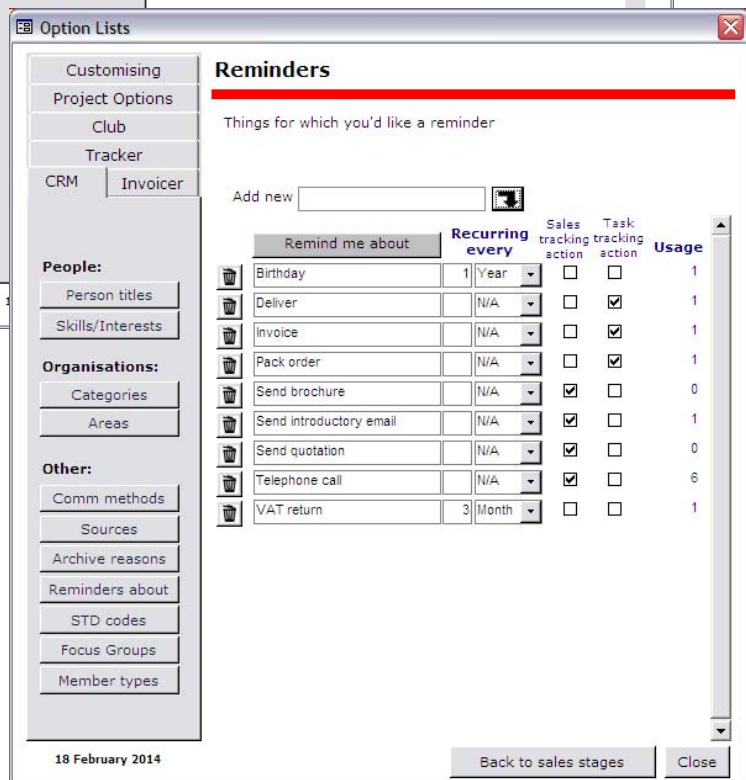 Option Lists
Customising
Project Options
Club
Tracker
CRM Invoicer
People:
Person titles
Skills/Interests
Organisations:
Categories
Areas
Other:
Comm methods
Sources
Archive reasons
Reminders about
STD codes
Focus Groups
Member types
18 February 2014
Reminders
Things for which you'd like a reminder
Add new
Remind me about Recurring every Sales tracking action Task tracking action Usage
Birthday 1 Year 1
Deliver N/A 1
Invoice N/A 1
Pack order N/A 1
Send brochure N/A 0
Send introductory email N/A 1
Send quotation N/A 0
Telephone call N/A 6
VAT return 3 Month 1
Back to sales stages Close